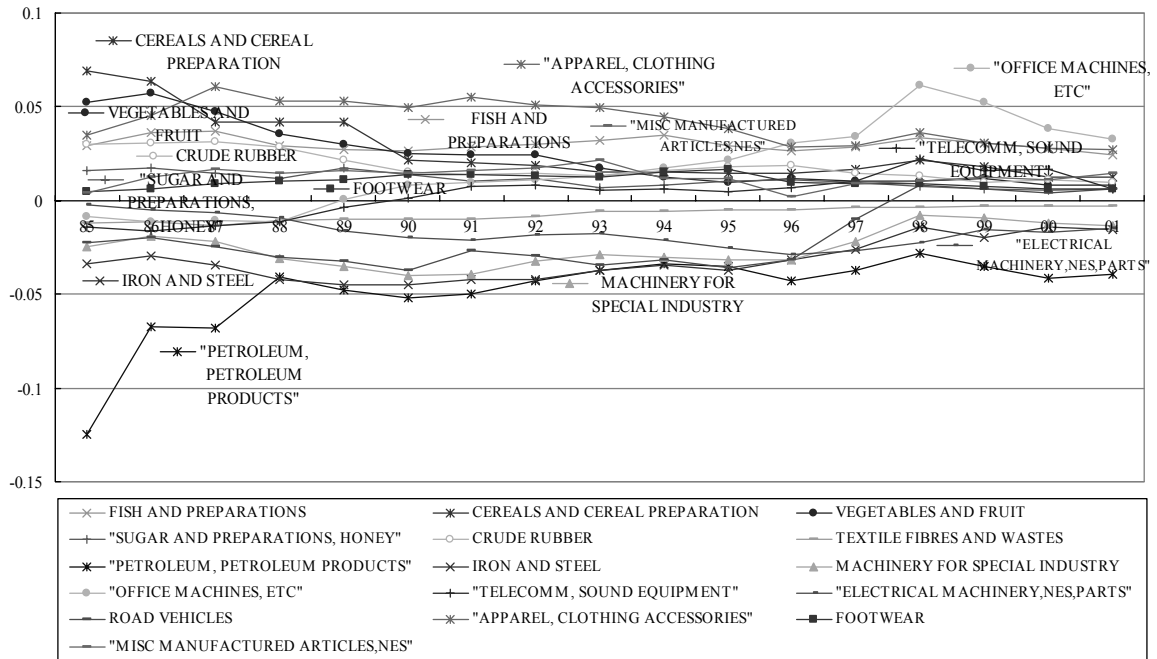 0.1
CEREALS AND CEREAL
PREPARATION
"APPAREL, CLOTHING
ACCESSORIES"
"OFFICE MACHINES,
ETC"
0.05
VEGETABLES AND
FRUIT
FISH AND
PREPARATIONS
"MISC MANUFACTURED
ARTICLES,NES"
CRUDE RUBBER
"SUGAR AND
PREPARATIONS,
HONEY"
FOOTWEAR
"TELECOMM, SOUND
EQUIPMENT"
0
85 86 87 88 89 90 91 92 93 94 95 96 97 98 99 00 01
"ELECTRICAL
MACHINERY,NES,PARTS"
IRON AND STEEL
MACHINERY FOR
SPECIAL INDUSTRY
-0.05
"PETROLEUM,
PETROLEUM
PRODUCTS"
-0.1
-0.15
FISH AND PREPARATIONS CEREALS AND CEREAL PREPARATION VEGETABLES AND FRUIT
"SUGAR AND PREPARATIONS, HONEY" CRUDE RUBBER TEXTILE FIBRES AND WASTES
"PETROLEUM, PETROLEUM PRODUCTS" IRON AND STEEL MACHINERY FOR SPECIAL INDUSTRY
"OFFICE MACHINES, ETC" "TELECOMM, SOUND EQUIPMENT" "ELECTRICAL MACHINERY,NES,PARTS"
ROAD VEHICLES "APPAREL, CLOTHING ACCESSORIES" FOOTWEAR
"MISC MANUFACTURED ARTICLES,NES"